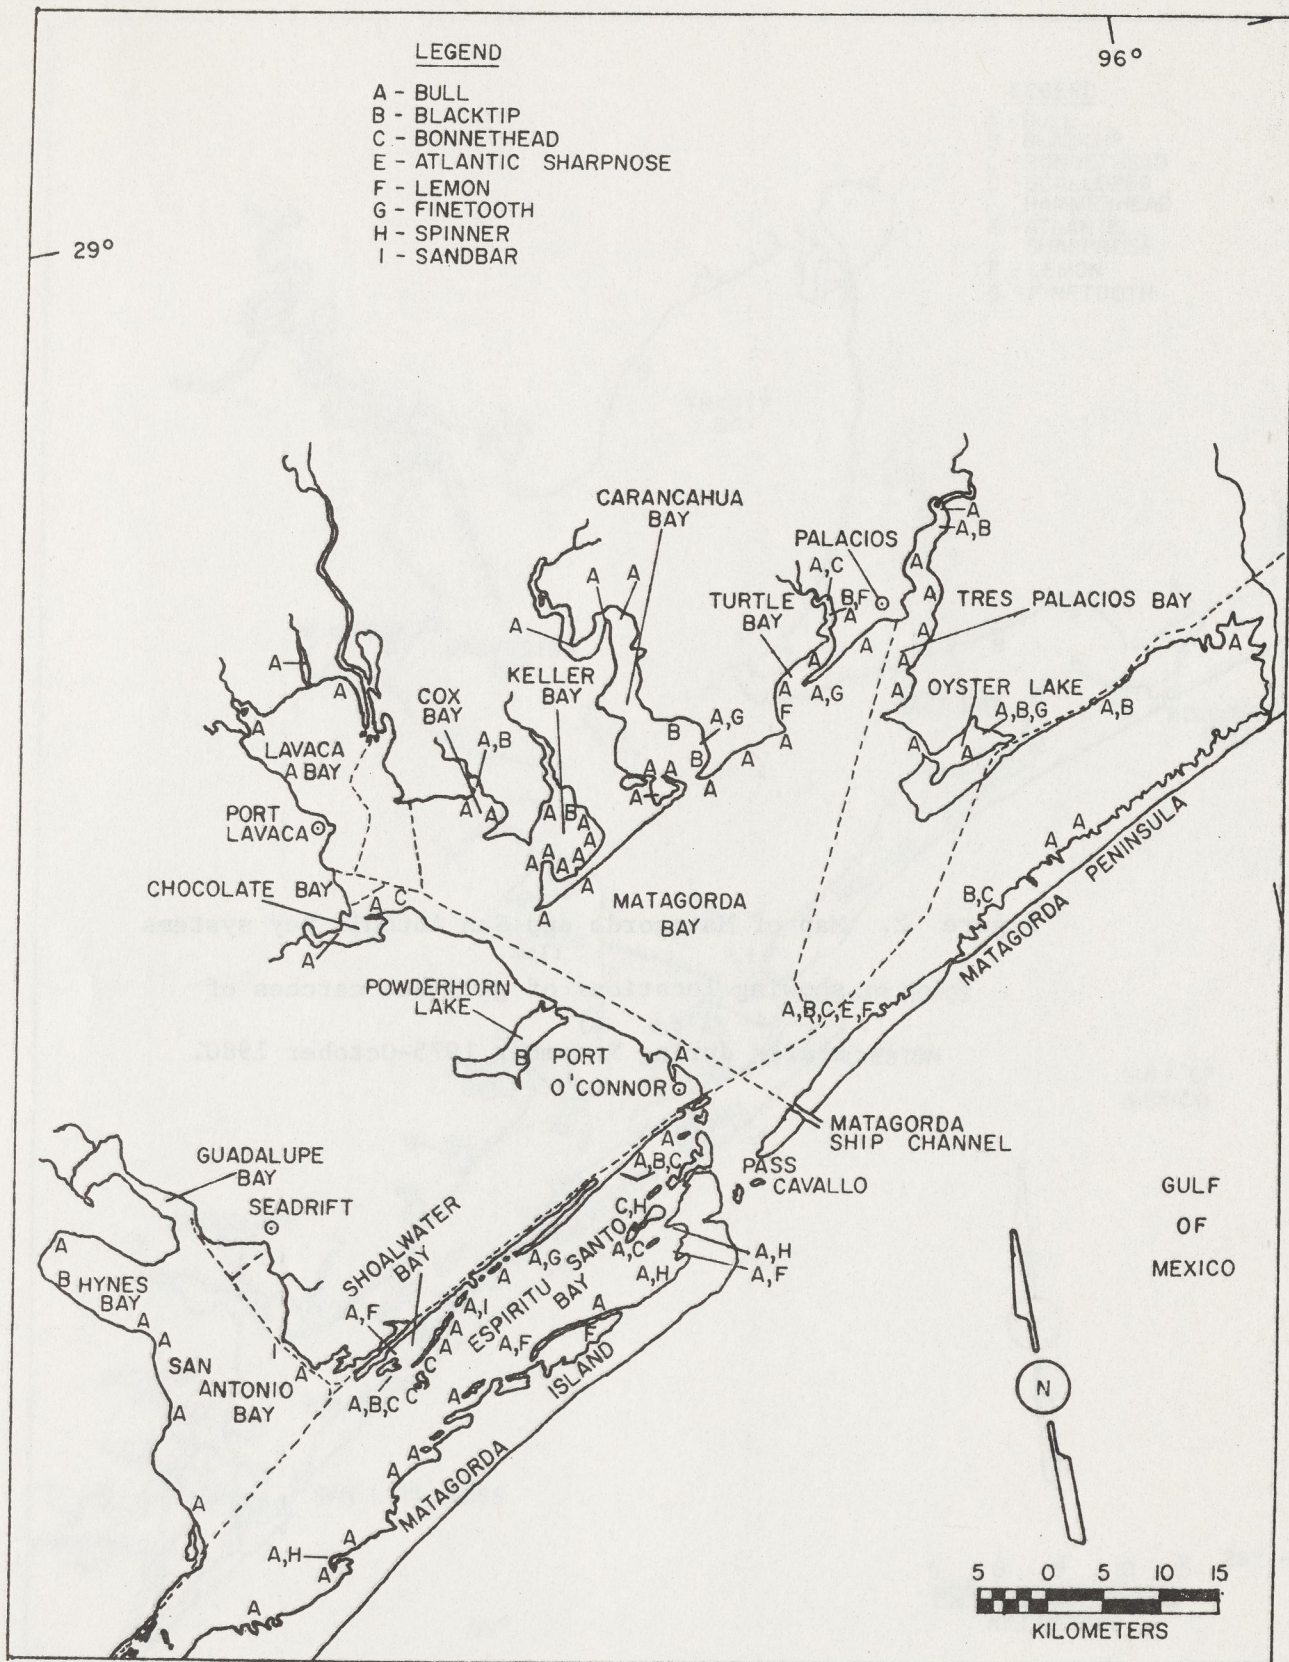 LEGEND
A - BULL
B - BLACKTIP
C - BONNETHEAD
E - ATLANTIC SHARPNOSE
F - LEMON
G - FINETOOTH
H - SPINNER
I - SANDBAR
96°
29°
CARANCAHUA
BAY
PALACIOS
A
A,B
A,C
A
A
A
B,F
A
A
TURTLE
BAY
TRES PALACIOS BAY
A
A
A
A
A
A
A
KELLER
BAY
A
A
COX
BAY
A
F
A,G
A
OYSTER LAKE
A,B,G
A,B
A
LAVACA
A BAY
A,B
A,G
B
B
A
A
A
A
A
A
A
A
A
PORT
LAVACA
A
A
A
B
A
A
A
A
A
A
A
A
A
A
MATAGORDA PENINSULA
CHOCOLATE BAY
A
C
A
MATAGORDA
BAY
B,C
POWDERHORN
LAKE
A,B,C,E,F
B
PORT
O'CONNOR
A
MATAGORDA
SHIP CHANNEL
A
A,B,C
PASS
CAVALLO
GULF
OF
MEXICO
GUADALUPE
BAY
SEADRIFT
SHOALWATER
BAY
C,H
A,C
A,H
A,H
A,F
ESPIRITU SANTO
BAY
A,G
A
A,I
A
A
A
HYNES
BAY
B
A
A
A,F
A,F
A
F
SAN
ANTONIO
BAY
I
A
C
C
A,B,C
A
A
MATAGORDA ISLAND
A
A
A
A
A,H
A
A
N
5 0 5 10 15
KILOMETERS